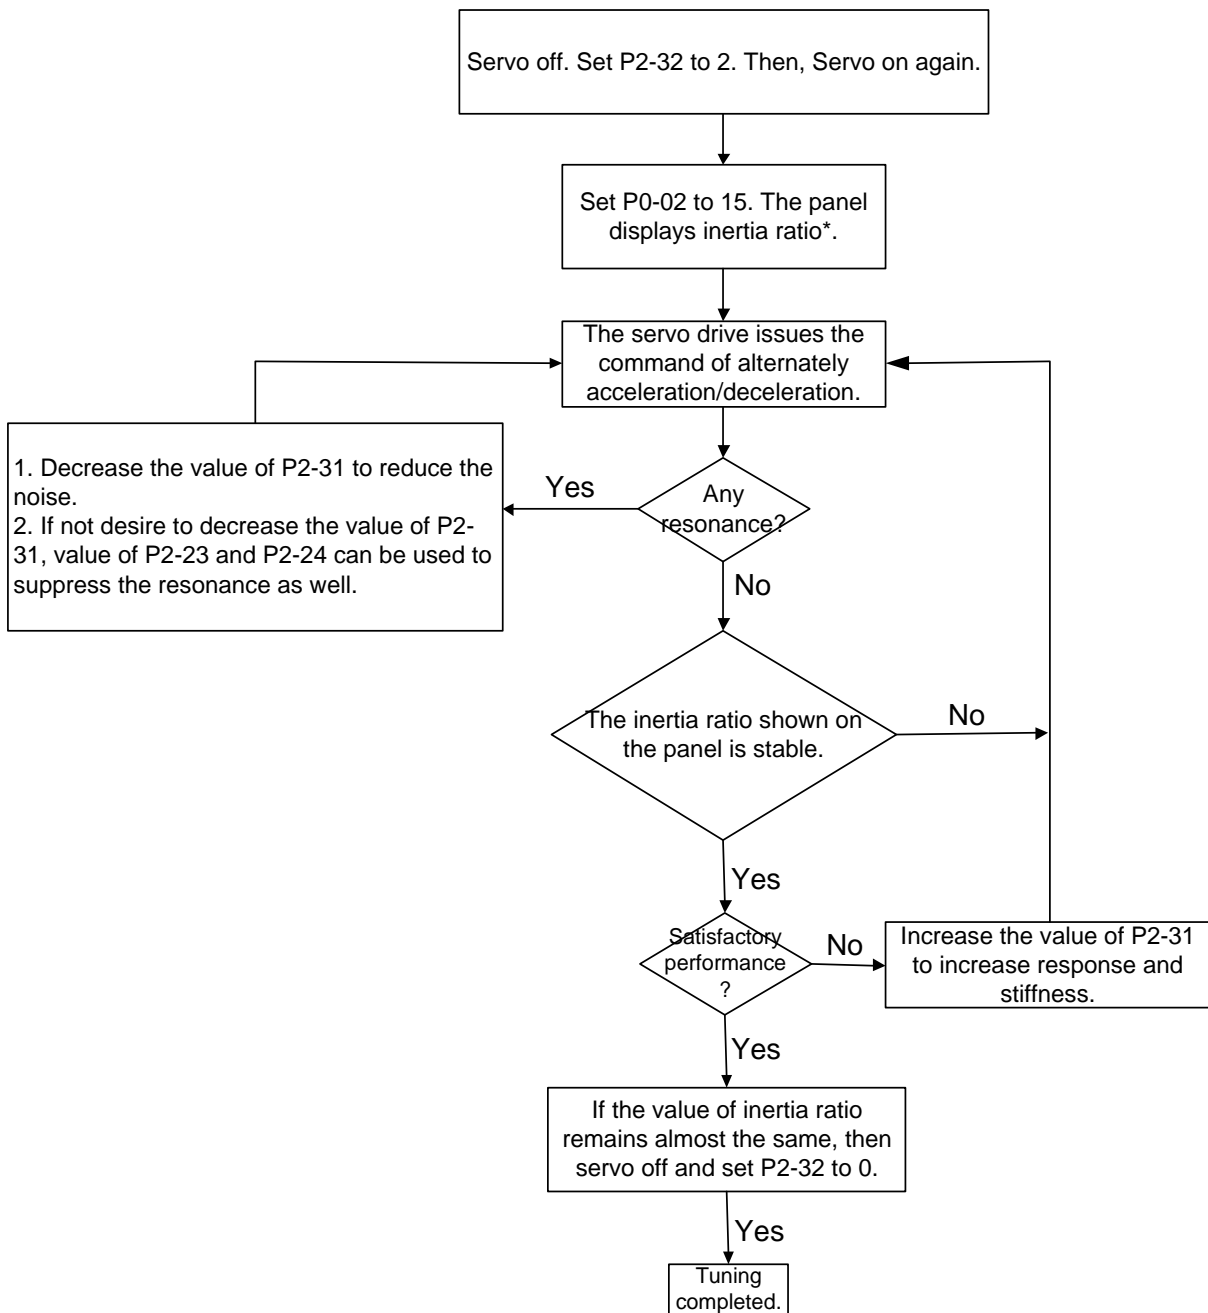 Servo off. Set P2-32 to 2. Then, Servo on again.
Set P0-02 to 15. The panel
displays inertia ratio*.
The servo drive issues the
command of alternately
acceleration/deceleration.
1. Decrease the value of P2-31 to reduce the
noise.
2. If not desire to decrease the value of P2-
31, value of P2-23 and P2-24 can be used to
suppress the resonance as well.
Yes
Any
resonance?
No
The inertia ratio shown on
the panel is stable.
No
Yes
Satisfactory
performance
?
No
Increase the value of P2-31
to increase response and
stiffness.
Yes
If the value of inertia ratio
remains almost the same, then
servo off and set P2-32 to 0.
Yes
Tuning
completed.